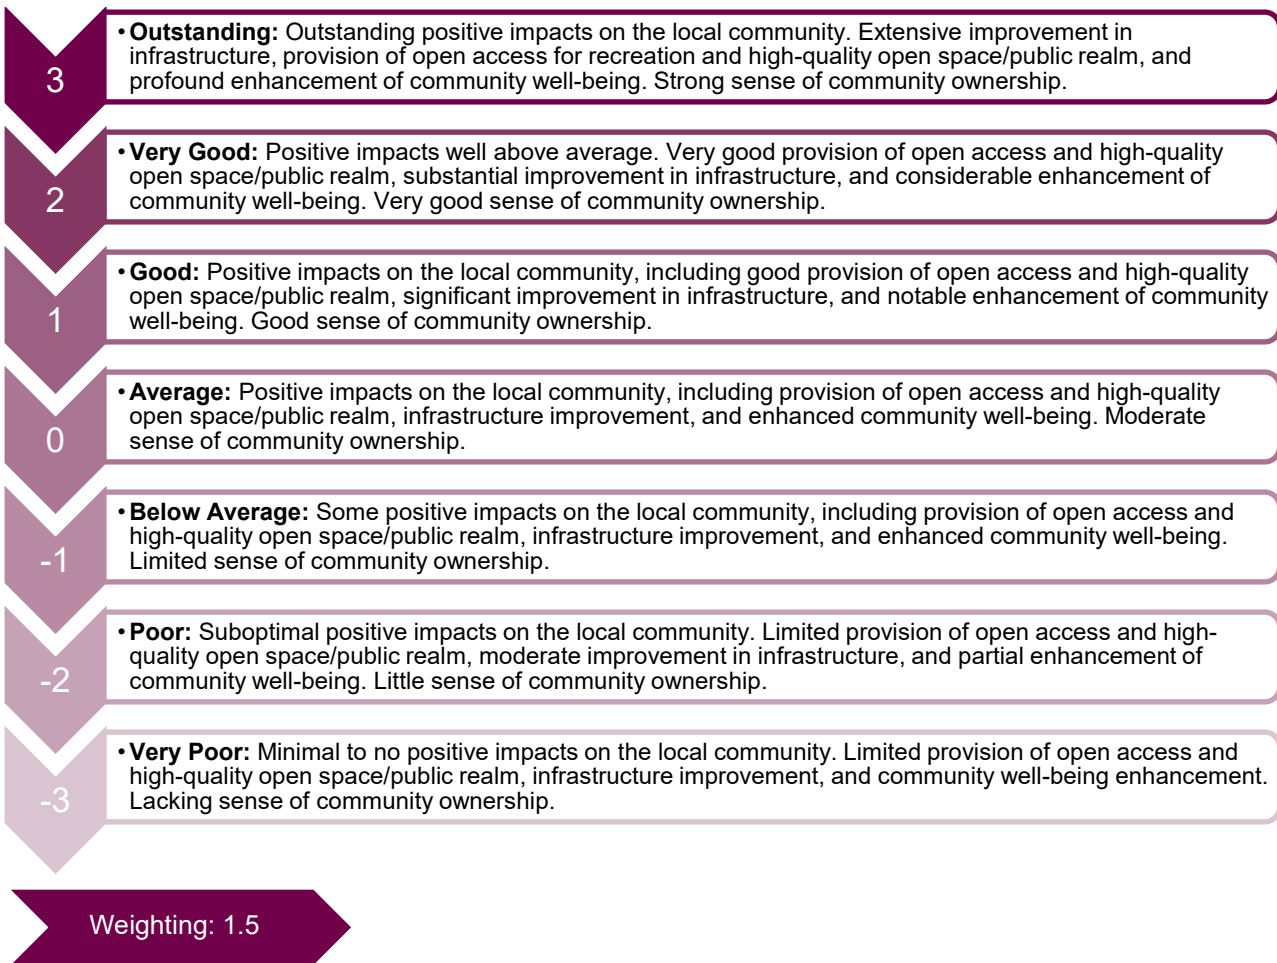 3
• Outstanding: Outstanding positive impacts on the local community. Extensive improvement in
infrastructure, provision of open access for recreation and high-quality open space/public realm, and
profound enhancement of community well-being. Strong sense of community ownership.
2
• Very Good: Positive impacts well above average. Very good provision of open access and high-quality
open space/public realm, substantial improvement in infrastructure, and considerable enhancement of
community well-being. Very good sense of community ownership.
1
• Good: Positive impacts on the local community, including good provision of open access and high-quality
open space/public realm, significant improvement in infrastructure, and notable enhancement of community
well-being. Good sense of community ownership.
0
• Average: Positive impacts on the local community, including provision of open access and high-quality
open space/public realm, infrastructure improvement, and enhanced community well-being. Moderate
sense of community ownership.
-1
• Below Average: Some positive impacts on the local community, including provision of open access and
high-quality open space/public realm, infrastructure improvement, and enhanced community well-being.
Limited sense of community ownership.
-2
• Poor: Suboptimal positive impacts on the local community. Limited provision of open access and high-
quality open space/public realm, moderate improvement in infrastructure, and partial enhancement of
community well-being. Little sense of community ownership.
-3
• Very Poor: Minimal to no positive impacts on the local community. Limited provision of open access and
high-quality open space/public realm, infrastructure improvement, and community well-being enhancement.
Lacking sense of community ownership.
Weighting: 1.5